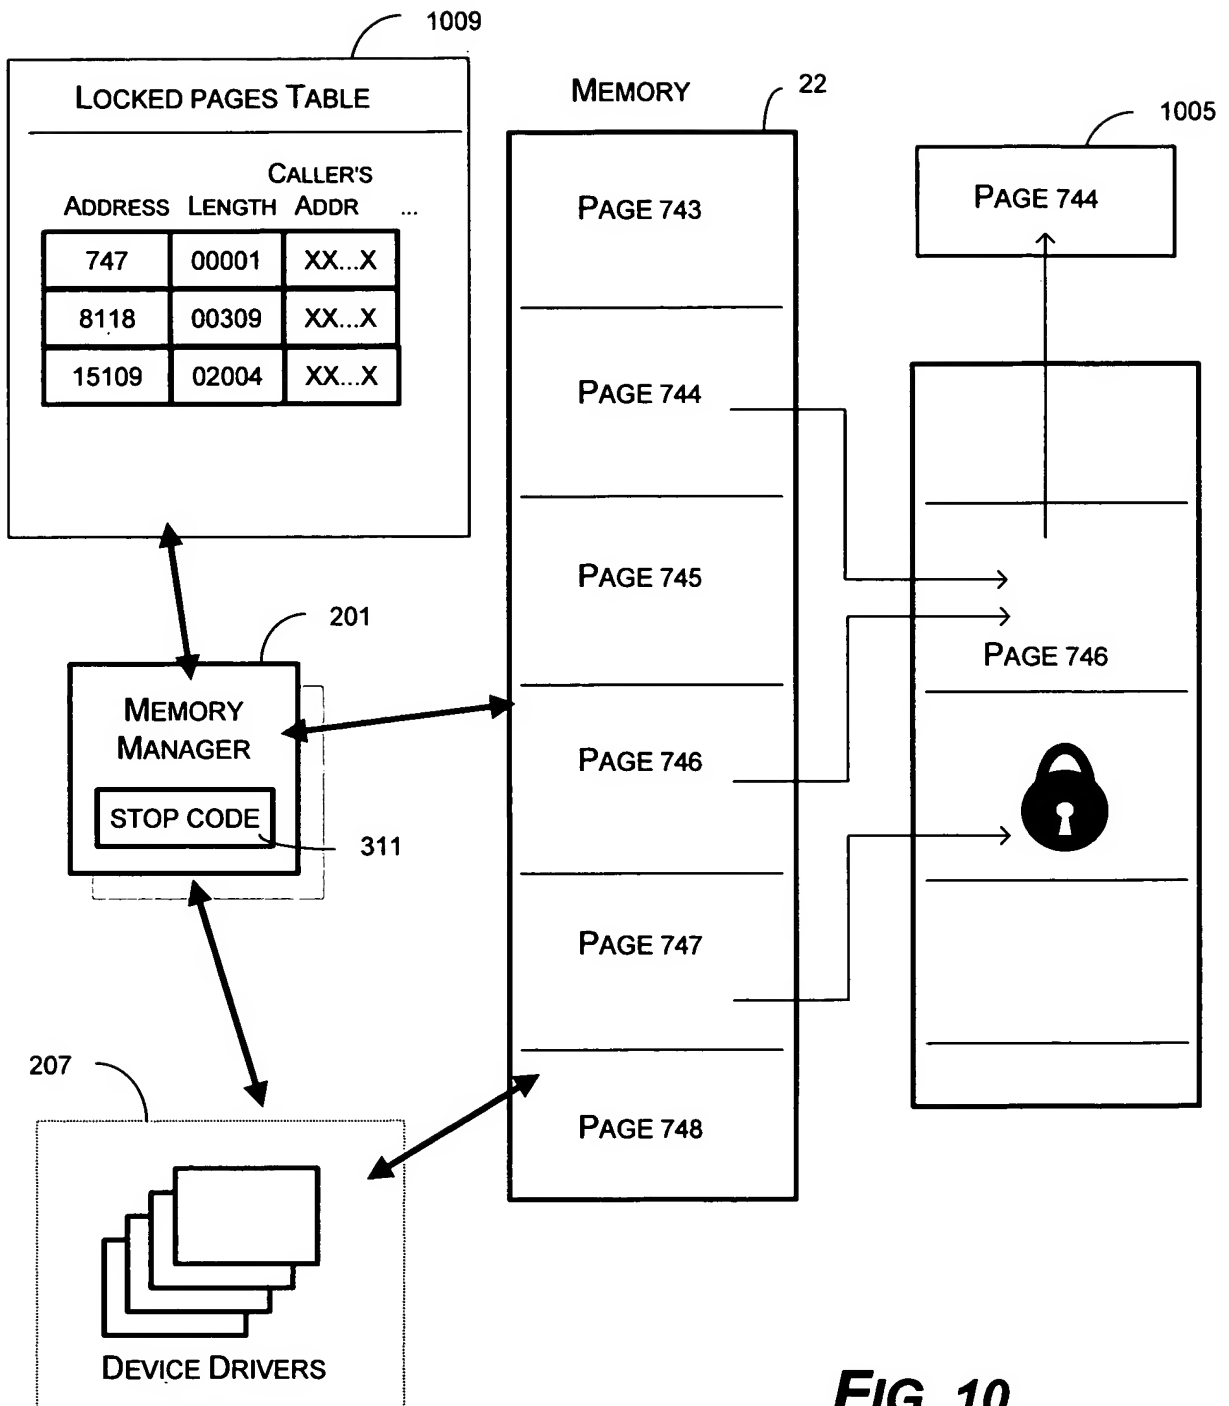 1009
LOCKED PAGES TABLE
CALLER'S
ADDRESS LENGTH ADDR ...
747 00001 XX...X
8118 00309 XX...X
15109 02004 XX...X
MEMORY
22
PAGE 743
PAGE 744
PAGE 745
PAGE 746
PAGE 747
PAGE 748
1005
PAGE 744
PAGE 746
201
MEMORY
MANAGER
STOP CODE
311
207
DEVICE DRIVERS
FIG. 10